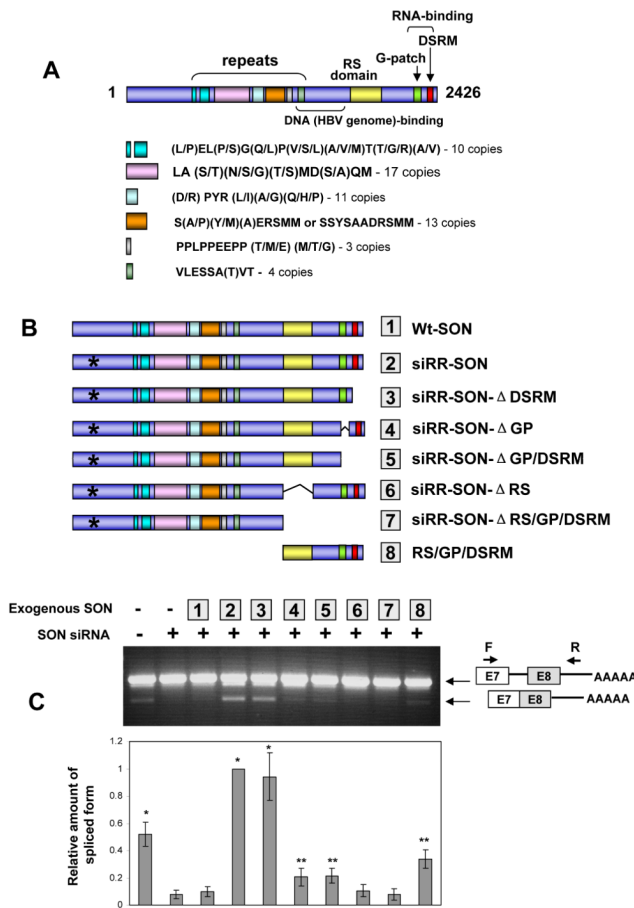 RNA-binding
DSRM
G-patch
RS domain
repeats
A
1
2426
DNA (HBV genome)-binding
(L/P)EL(P/S)G(Q/L)P(V/S/L)(A/V/M)T(T/G/R)(A/V) - 10 copies
LA (S/T)(N/S/G)(T/S)MD(S/A)QM - 17 copies
(D/R) PYR (L/I)(A/G)(Q/H/P) - 11 copies
S(A/P)(Y/M)(A)ERSMM or SSYSAADRSMM - 13 copies
PPLPPEEPP (T/M/E) (M/T/G) - 3 copies
VLESSA(T)VT - 4 copies
B
1 Wt-SON
* 2 siRR-SON
* 3 siRR-SON- Δ DSRM
* 4 siRR-SON- Δ GP
* 5 siRR-SON- Δ GP/DSRM
* 6 siRR-SON- Δ RS
* 7 siRR-SON- Δ RS/GP/DSRM
8 RS/GP/DSRM
Exogenous SON - - 1 2 3 4 5 6 7 8
SON siRNA - + + + + + + + + +
F R
E7 E8 AAAAA
E7 E8 AAAAA
C
Relative amount of
spliced form
1.2
1
0.8
0.6
0.4
0.2
0
* * * ** ** **